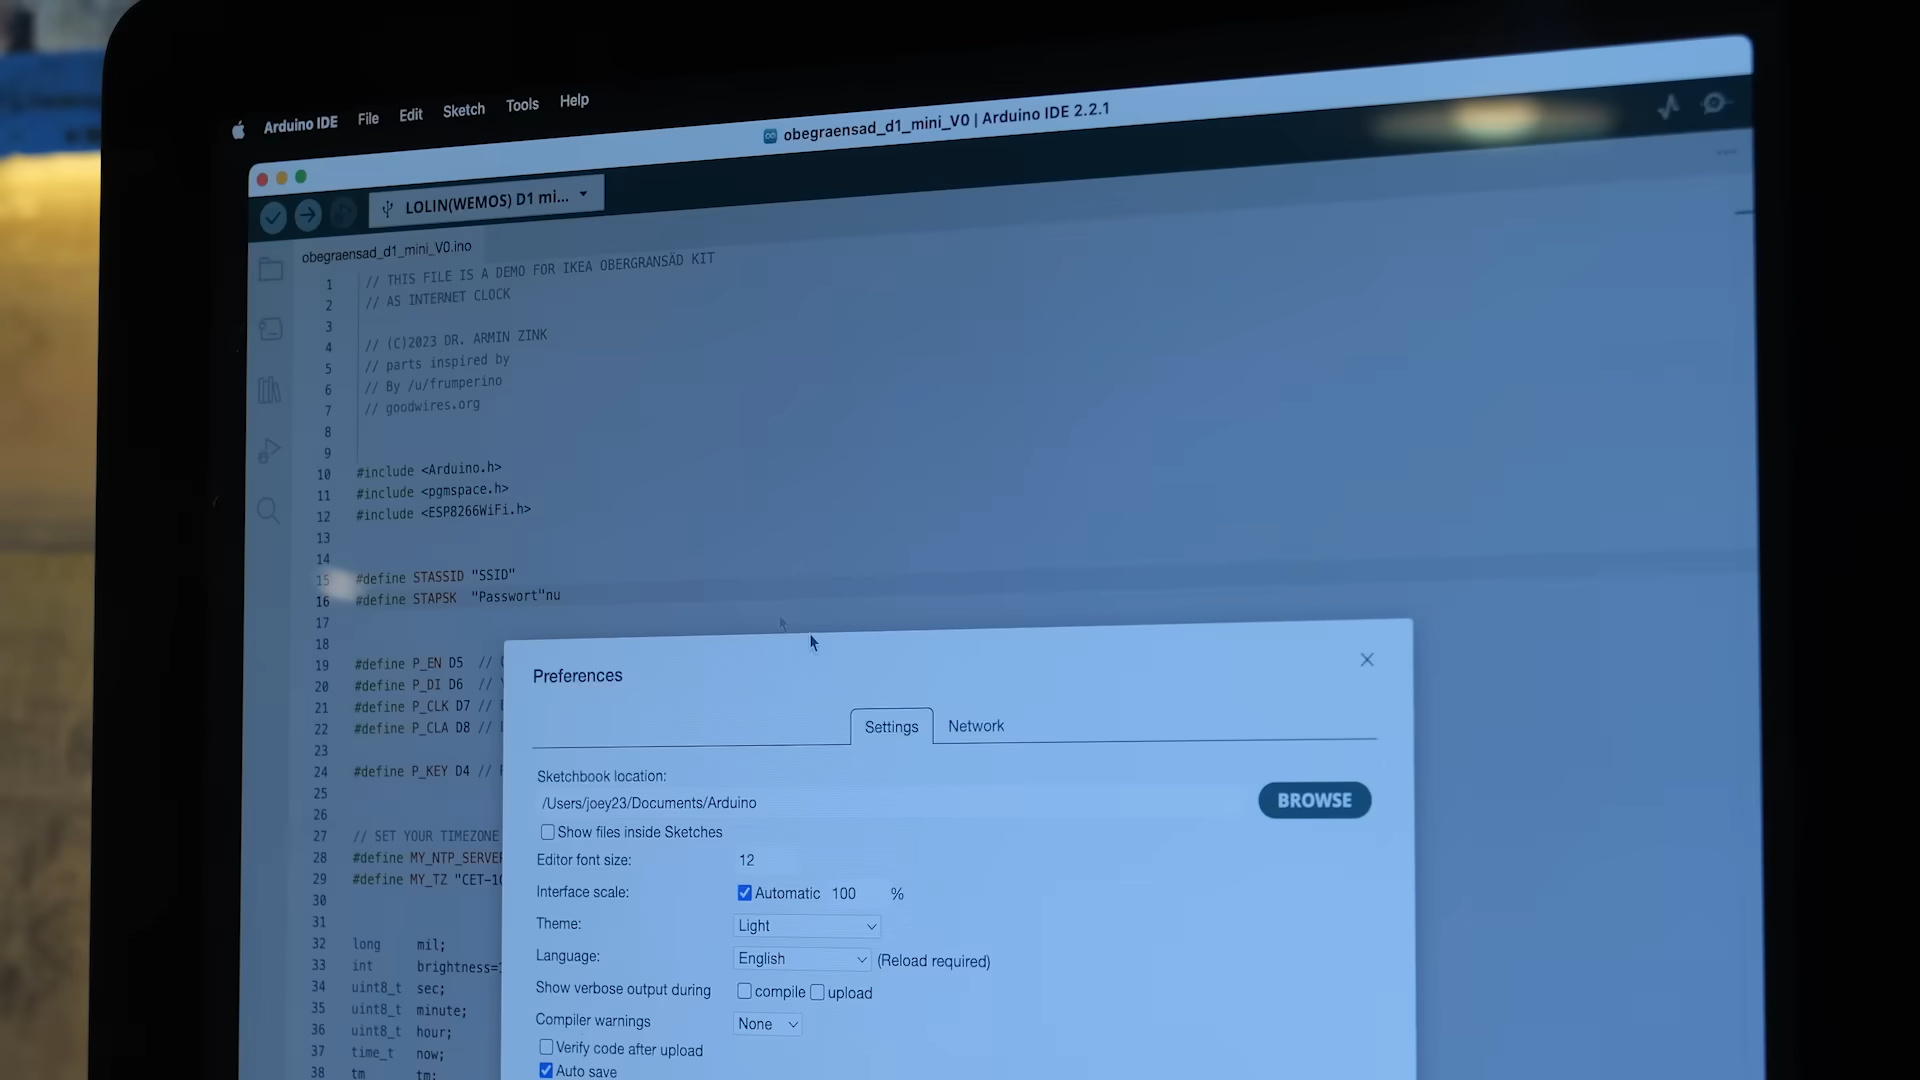 Arduino IDE File Edit Sketch Tools Help
obegraensad_d1_mini_V0 | Arduino IDE 2.2.1
LOLIN(WEMOS) D1 mi...
obegraensad_d1_mini_V0.ino
1 // THIS FILE IS A DEMO FOR IKEA OBERGRANSÄD KIT
2 // AS INTERNET CLOCK
3
4 // (C)2023 DR. ARMIN ZINK
5 // parts inspired by
6 // By /u/frumperino
7 // goodwires.org
8
9
10 #include <Arduino.h>
11 #include <pgmspace.h>
12 #include <ESP8266WiFi.h>
13
14
15 #define STASSID "SSID"
16 #define STAPSK "Passwort"nu
17
18
19 #define P_EN D5 //
20 #define P_DI D6 //
21 #define P_CLK D7 //
22 #define P_CLA D8 //
23
24 #define P_KEY D4 //
25
26
27 // SET YOUR TIMEZONE
28 #define MY_NTP_SERVER
29 #define MY_TZ "CET-1
30
31
32 long mil;
33 int brightness=
34 uint8_t sec;
35 uint8_t minute;
36 uint8_t hour;
37 time_t now;
38 tm tm;
Preferences
Settings Network
Sketchbook location:
/Users/joey23/Documents/Arduino
BROWSE
Show files inside Sketches
Editor font size: 12
Interface scale: Automatic 100 %
Theme: Light
Language: English (Reload required)
Show verbose output during compile upload
Compiler warnings None
Verify code after upload
Auto save